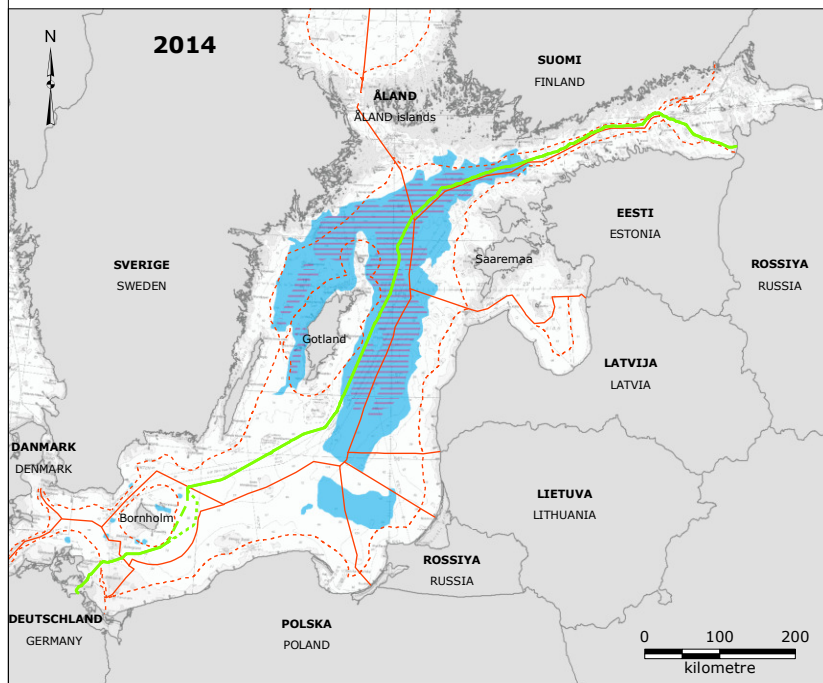 2014
N
SUOMI
FINLAND
ÅLAND
ÅLAND islands
EESTI
ESTONIA
SVERIGE
SWEDEN
Saaremaa
ROSSIYA
RUSSIA
Gotland
LATVIJA
LATVIA
DANMARK
DENMARK
Bornholm
LIETUVA
LITHUANIA
ROSSIYA
RUSSIA
DEUTSCHLAND
GERMANY
POLSKA
POLAND
0 100 200
kilometre